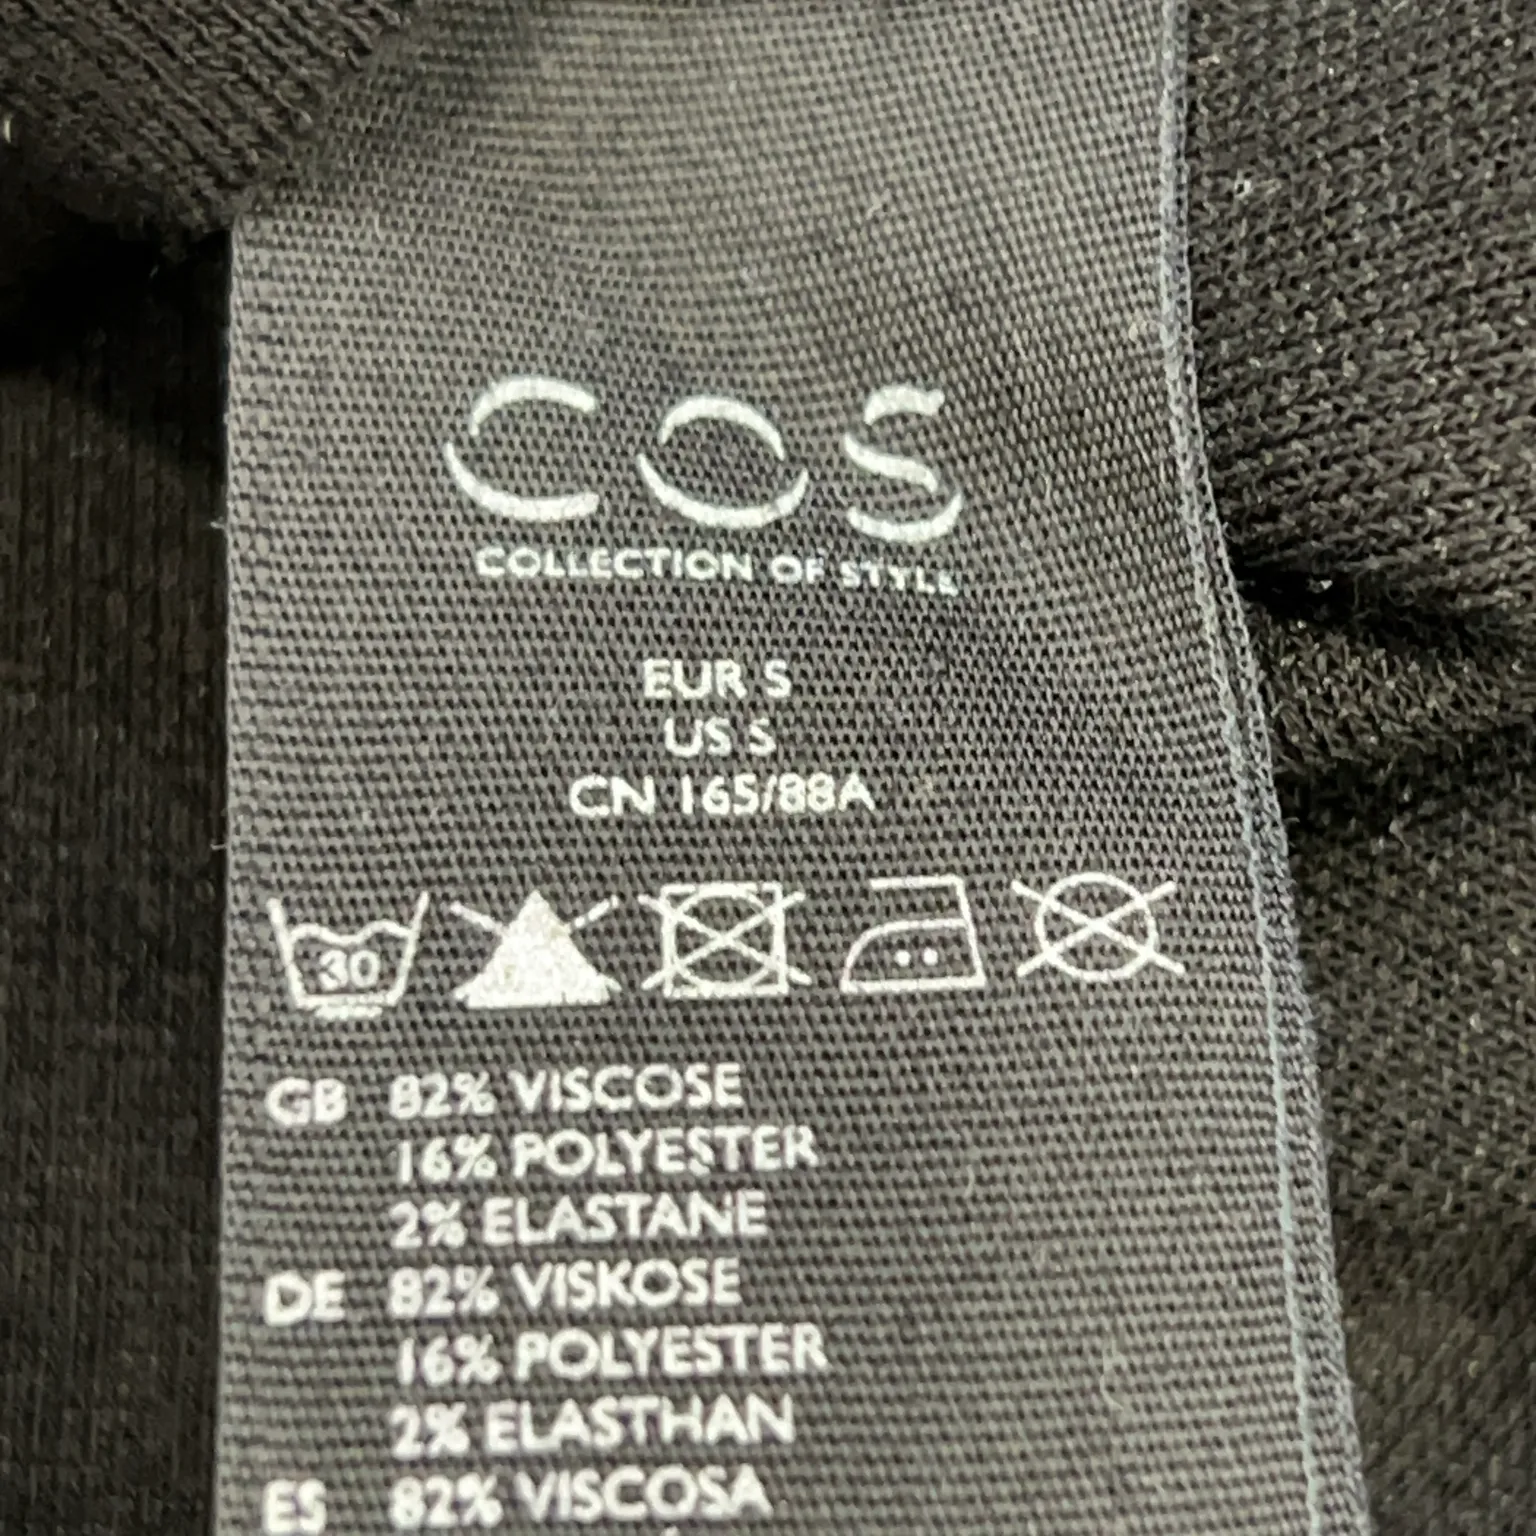 COS
COLLECTION OF STYLE
EUR S
US S
CN 165/88A
30
GB 82% VISCOSE
16% POLYESTER
2% ELASTANE
DE 82% VISKOSE
16% POLYESTER
2% ELASTHAN
ES 82% VISCOSA